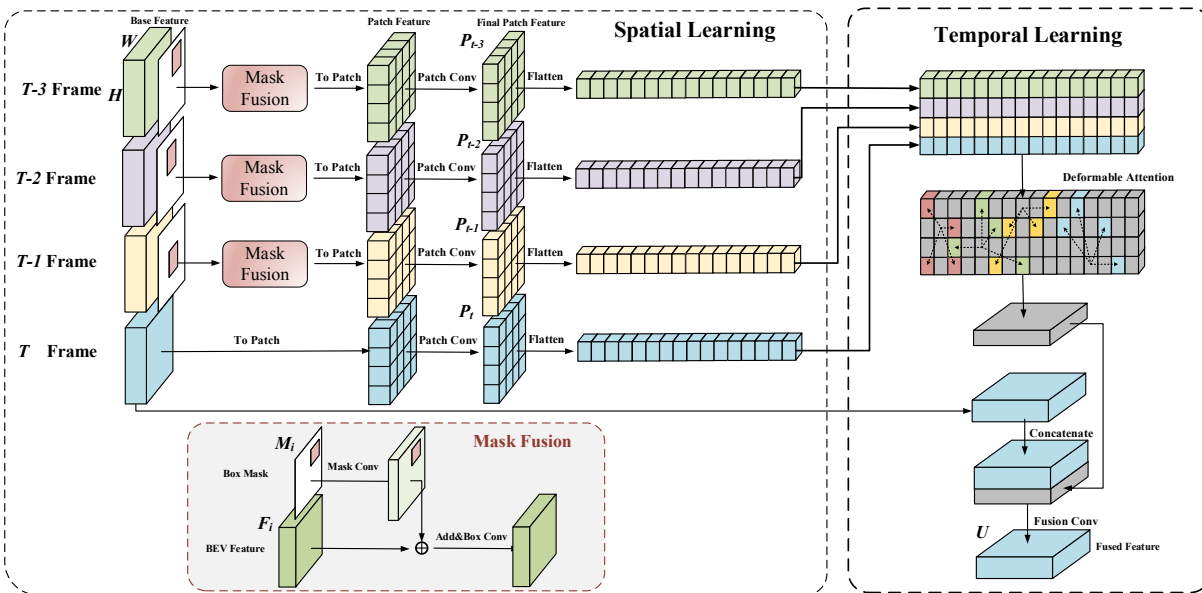 Base Feature
Patch Feature
Final Patch Feature
Spatial Learning
Temporal Learning
W
H
P_{t-3}
T-3 Frame
Mask Fusion
To Patch
Patch Conv
Flatten
P_{t-2}
T-2 Frame
Mask Fusion
To Patch
Patch Conv
Flatten
Deformable Attention
P_{t-1}
T-1 Frame
Mask Fusion
To Patch
Patch Conv
Flatten
P_t
T Frame
To Patch
Patch Conv
Flatten
Mask Fusion
M_i
Box Mask
Mask Conv
F_i
BEV Feature
Add&Box Conv
Concatenate
U
Fusion Conv
Fused Feature